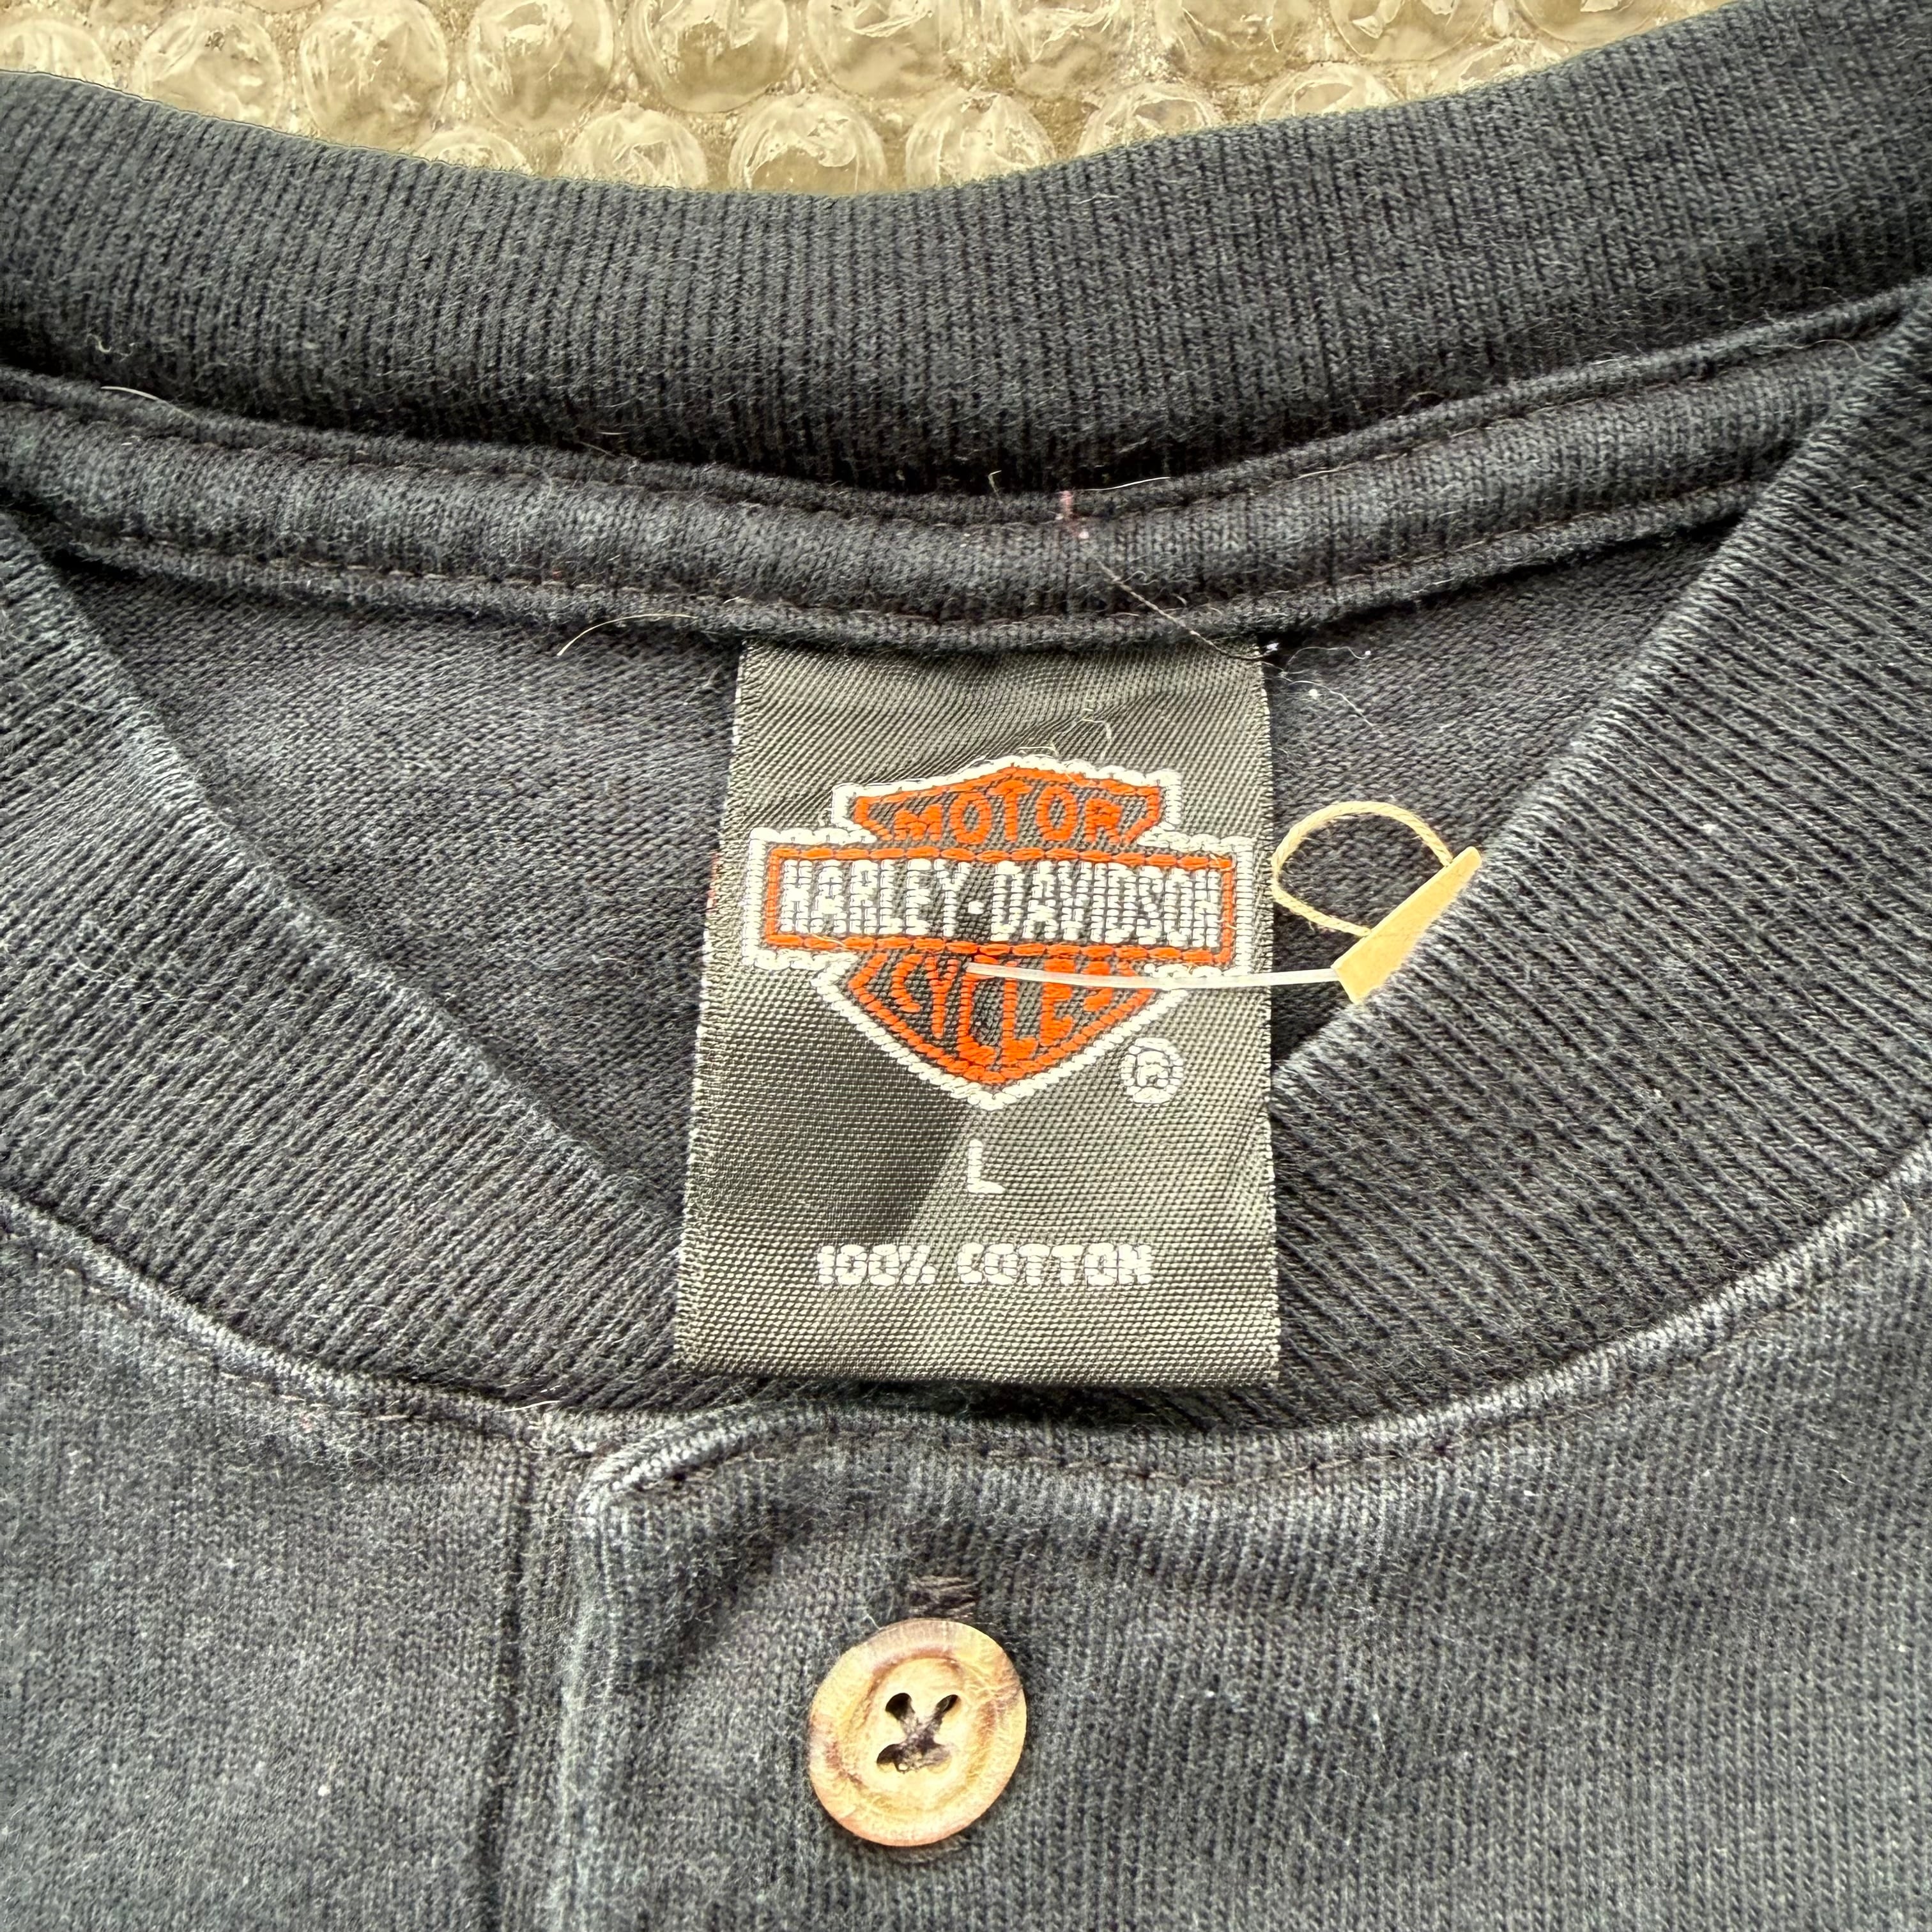 MOTOR
HARLEY-DAVIDSON
CYCLES
®
L
100% COTTON